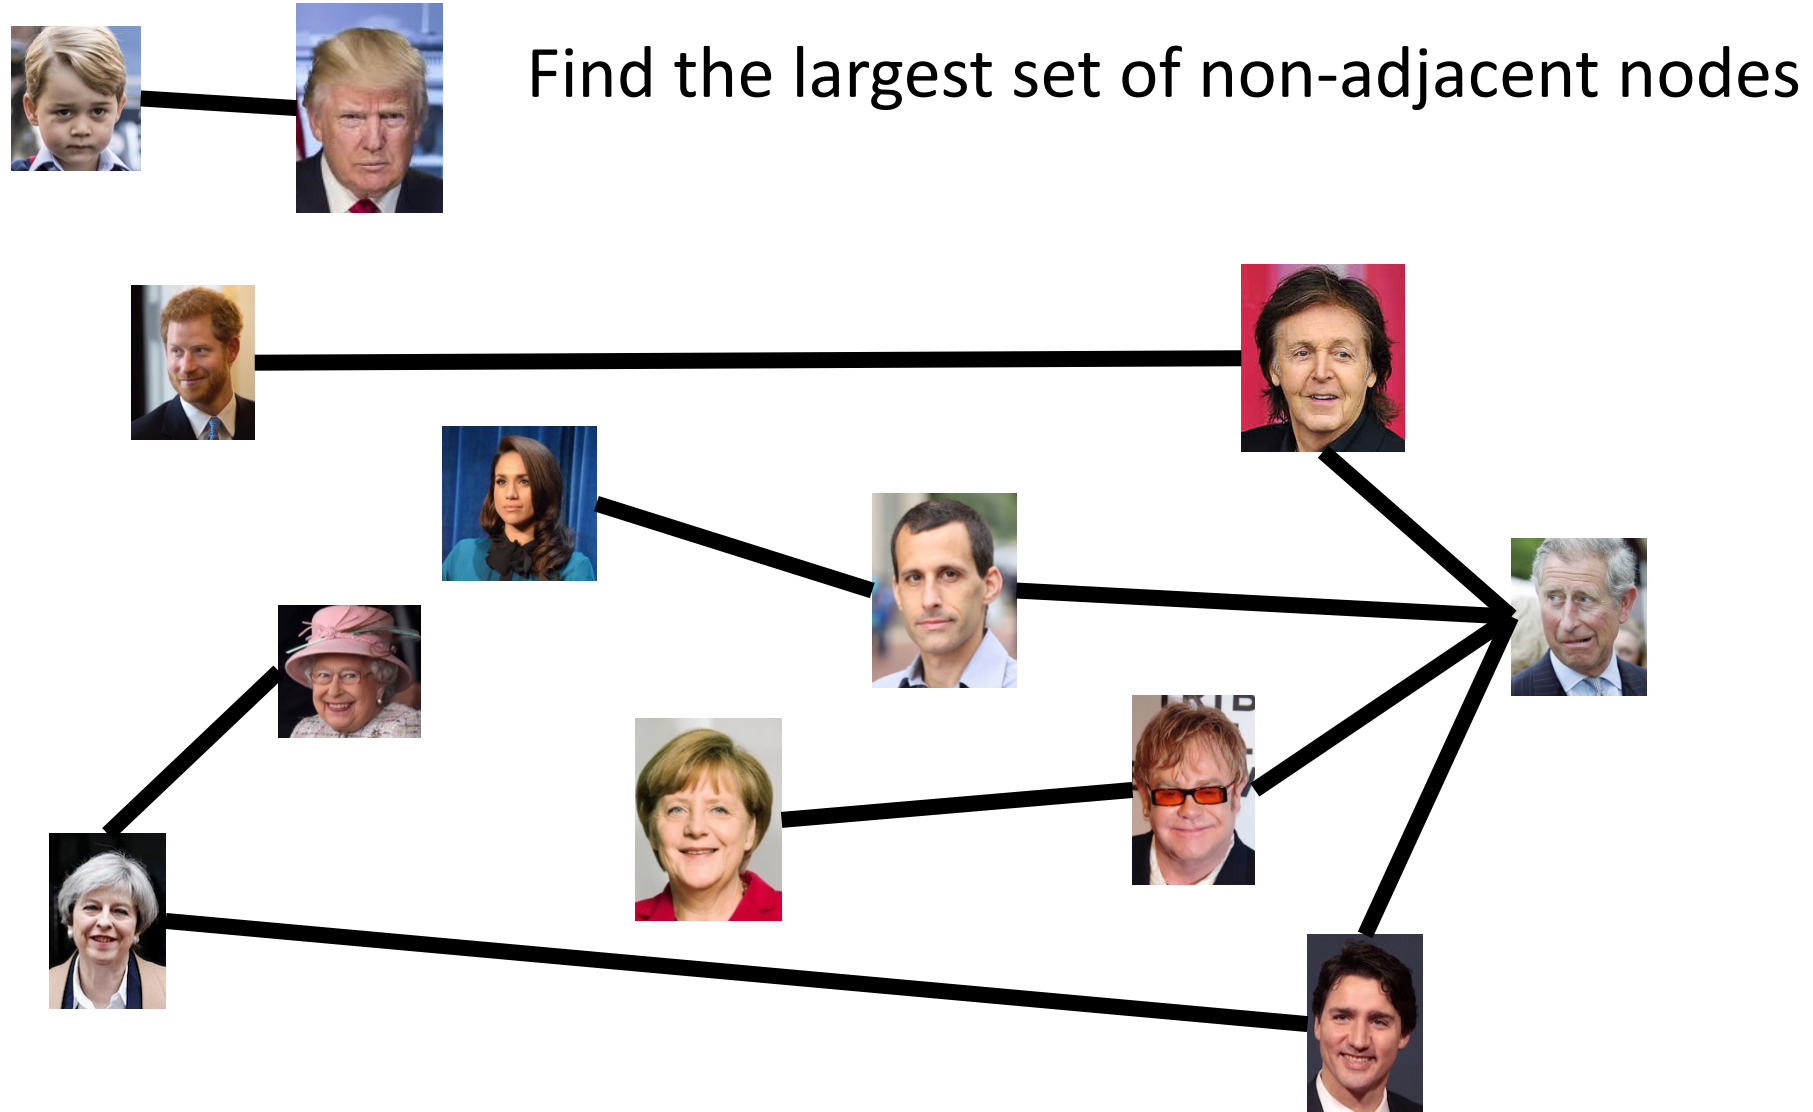 Find the largest set of non-adjacent nodes